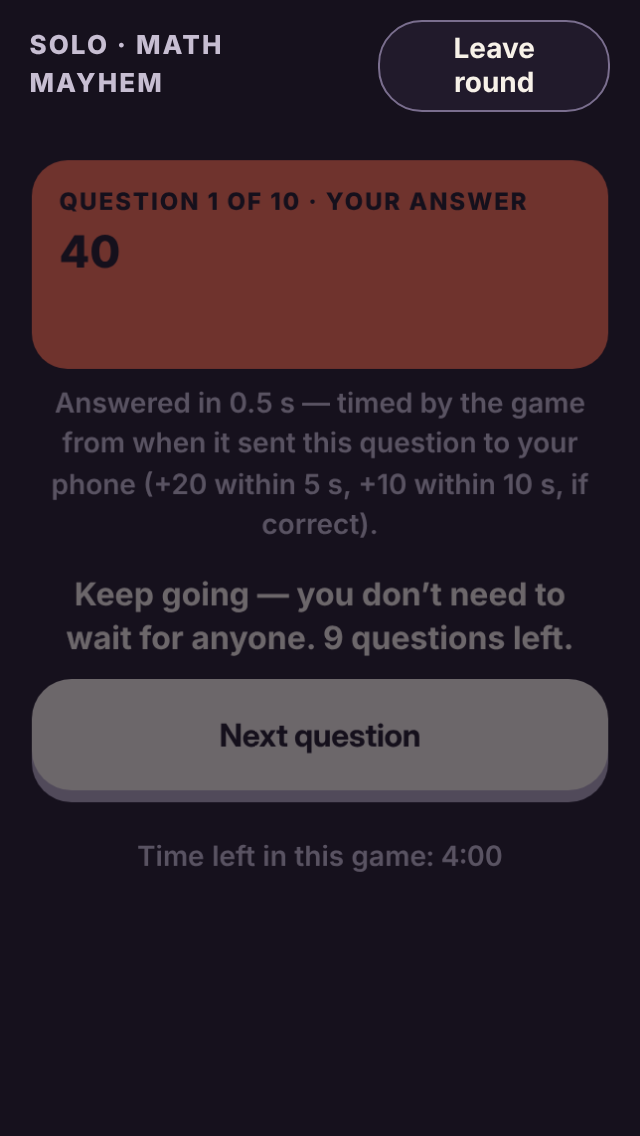 SOLO · MATH
MAYHEM
Leave
round
QUESTION 1 OF 10 · YOUR ANSWER
40
Answered in 0.5 s — timed by the game
from when it sent this question to your
phone (+20 within 5 s, +10 within 10 s, if
correct).
Keep going — you don’t need to
wait for anyone. 9 questions left.
Next question
Time left in this game: 4:00